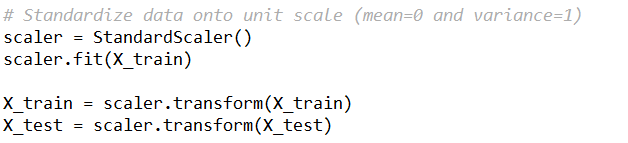 # Standardize data onto unit scale (mean=0 and variance=1)
scaler = StandardScaler()
scaler.fit(X_train)
X_train = scaler.transform(X_train)
X_test = scaler.transform(X_test)